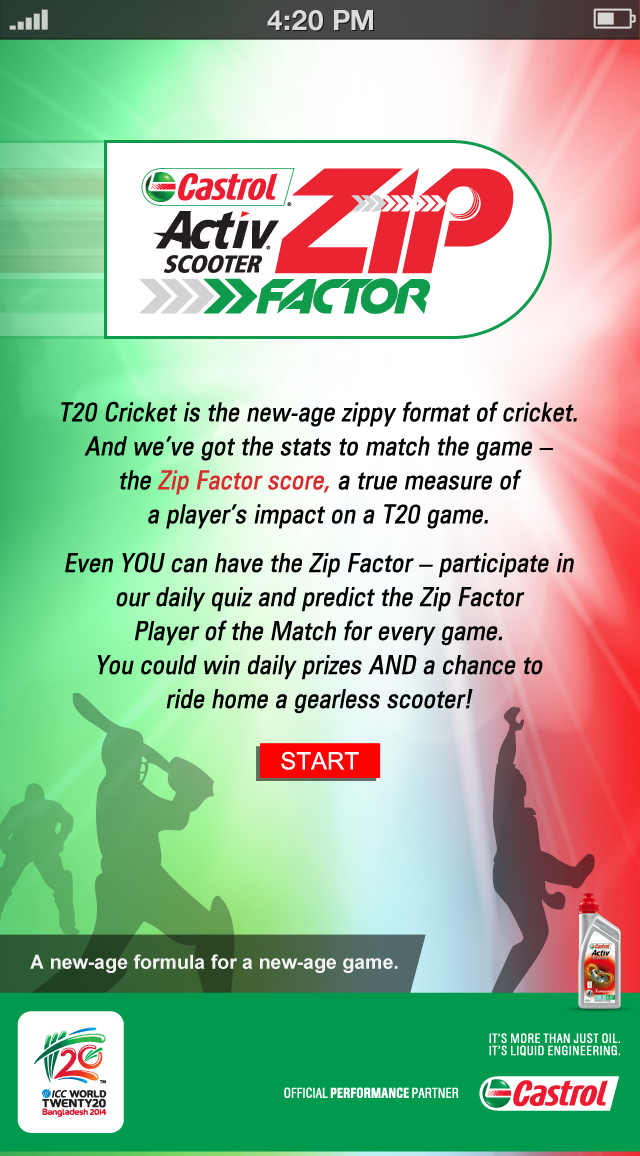 4:20 PM
Castrol
Activ
SCOOTER
ZIP
FACTOR
T20 Cricket is the new-age zippy format of cricket.
And we've got the stats to match the game –
the Zip Factor score, a true measure of
a player's impact on a T20 game.
Even YOU can have the Zip Factor – participate in
our daily quiz and predict the Zip Factor
Player of the Match for every game.
You could win daily prizes AND a chance to
ride home a gearless scooter!
START
A new-age formula for a new-age game.
Castrol
Activ
T20
TM
ICC WORLD
TWENTY20
Bangladesh 2014
IT'S MORE THAN JUST OIL.
IT'S LIQUID ENGINEERING.
OFFICIAL PERFORMANCE PARTNER
Castrol